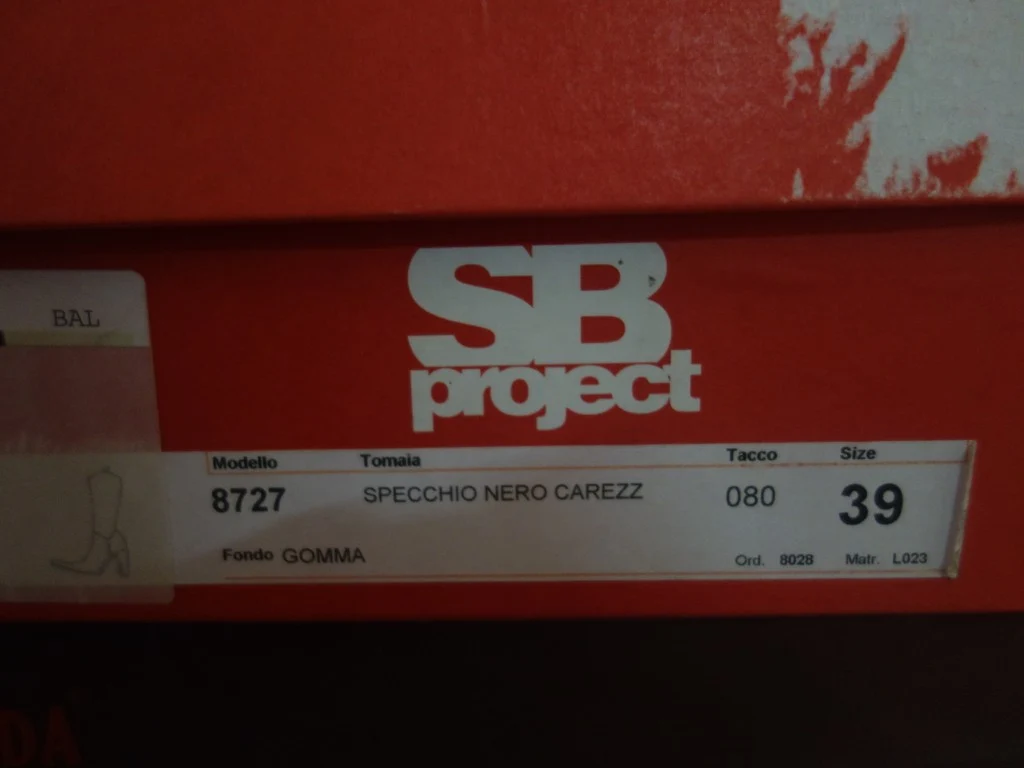 BAL
SB
project
Modello Tomaia Tacco Size
8727 SPECCHIO NERO CAREZZ 080 39
Fondo GOMMA Ord. 8028 Matr. L023
DA